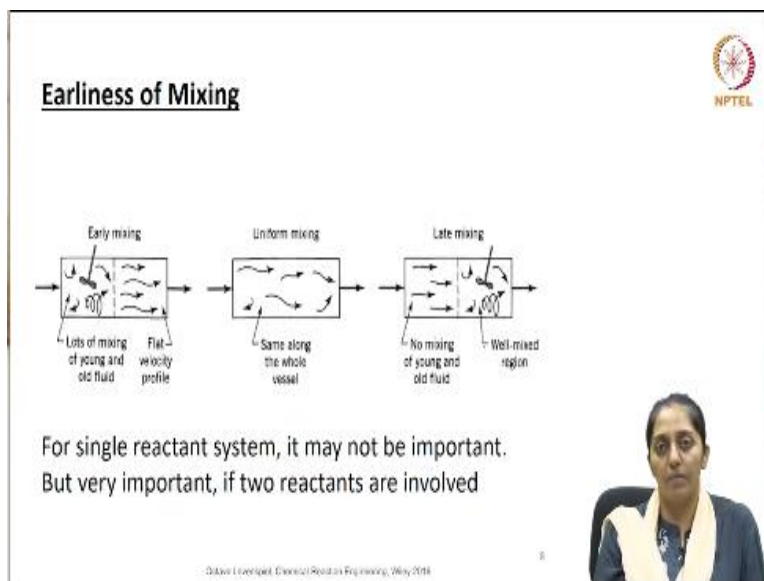 Earliness of Mixing
NPTEL
Early mixing
Lots of mixing
of young and
old fluid
Flat
velocity
profile
Uniform mixing
Same along
the whole
vessel
Late mixing
No mixing
of young and
old fluid
Well-mixed
region
For single reactant system, it may not be important.
But very important, if two reactants are involved
Octave Levenspiel, Chemical Reaction Engineering, Wiley 2016